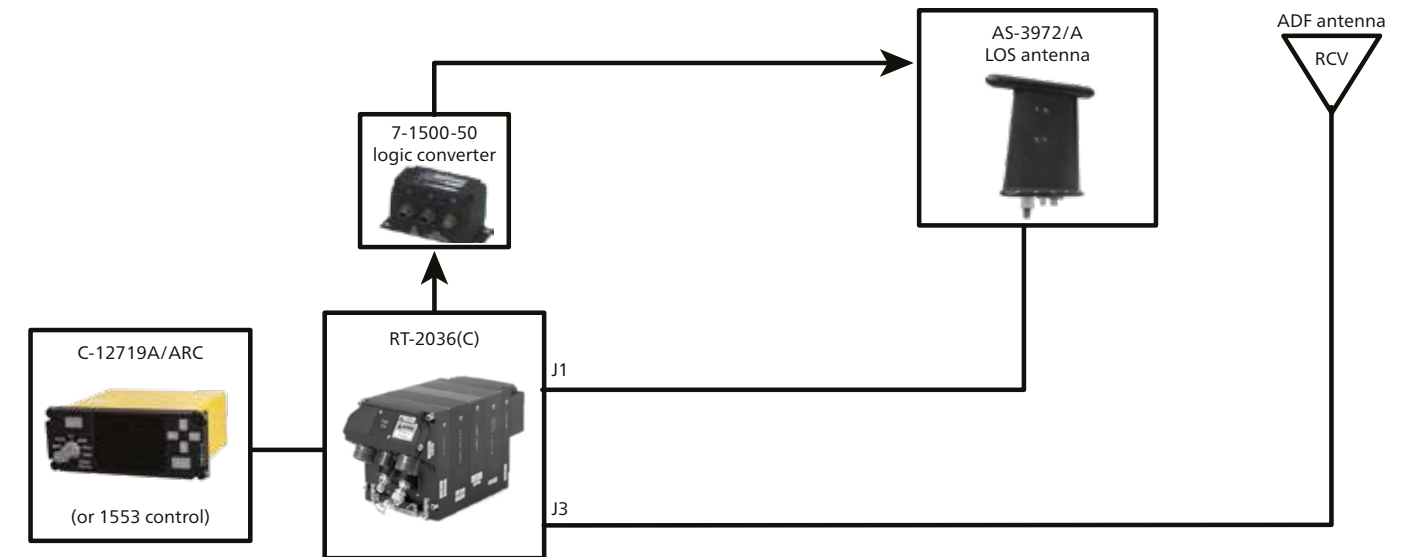 ADF antenna
RCV
AS-3972/A
LOS antenna
7-1500-50
logic converter
C-12719A/ARC
(or 1553 control)
RT-2036(C)
J1
J3